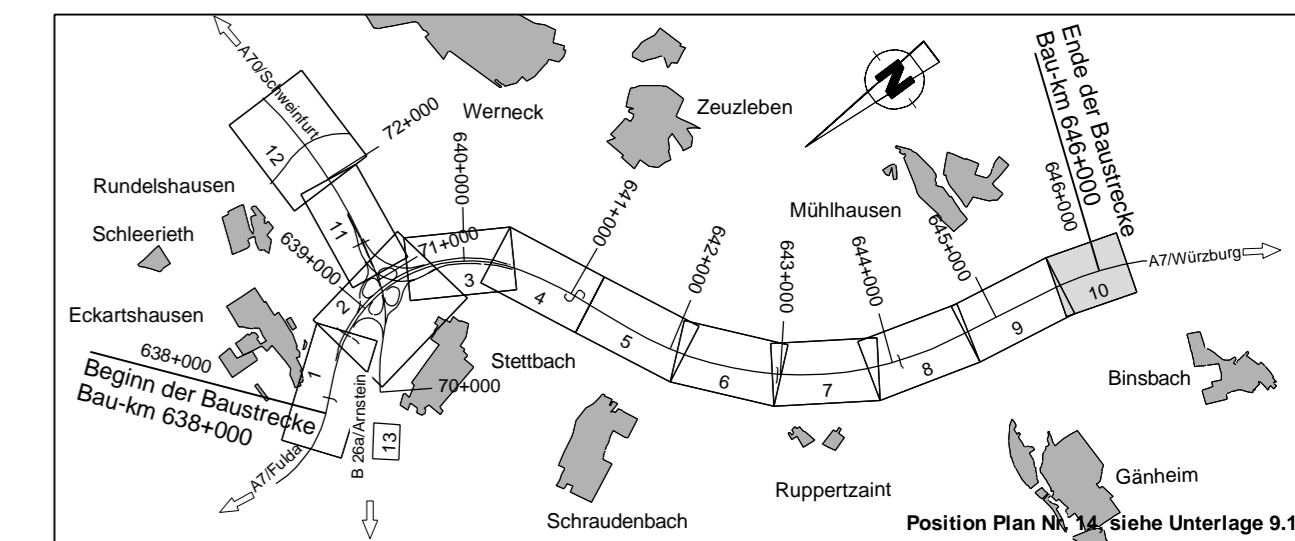 A70/Schweinfurt
72+000
Werneck
640+000
Zeuzleben
641+000
N
Ende der Baustrecke
Bau-km 646+000
646+000
12
Rundelshausen
Schleerieth
11
639+000
71+000
Mühlhausen
642+000
643+000
644+000
645+000
A7/Würzburg
10
2
3
4
5
6
7
8
9
Eckartshausen
638+000
Beginn der Baustrecke
Bau-km 638+000
1
Stettbach
70+000
B 26a/Arnstein
13
A7/Fulda
Binsbach
Schraudenbach
Ruppertzaint
Gänheim
Position Plan Nr. 14, siehe Unterlage 9.1